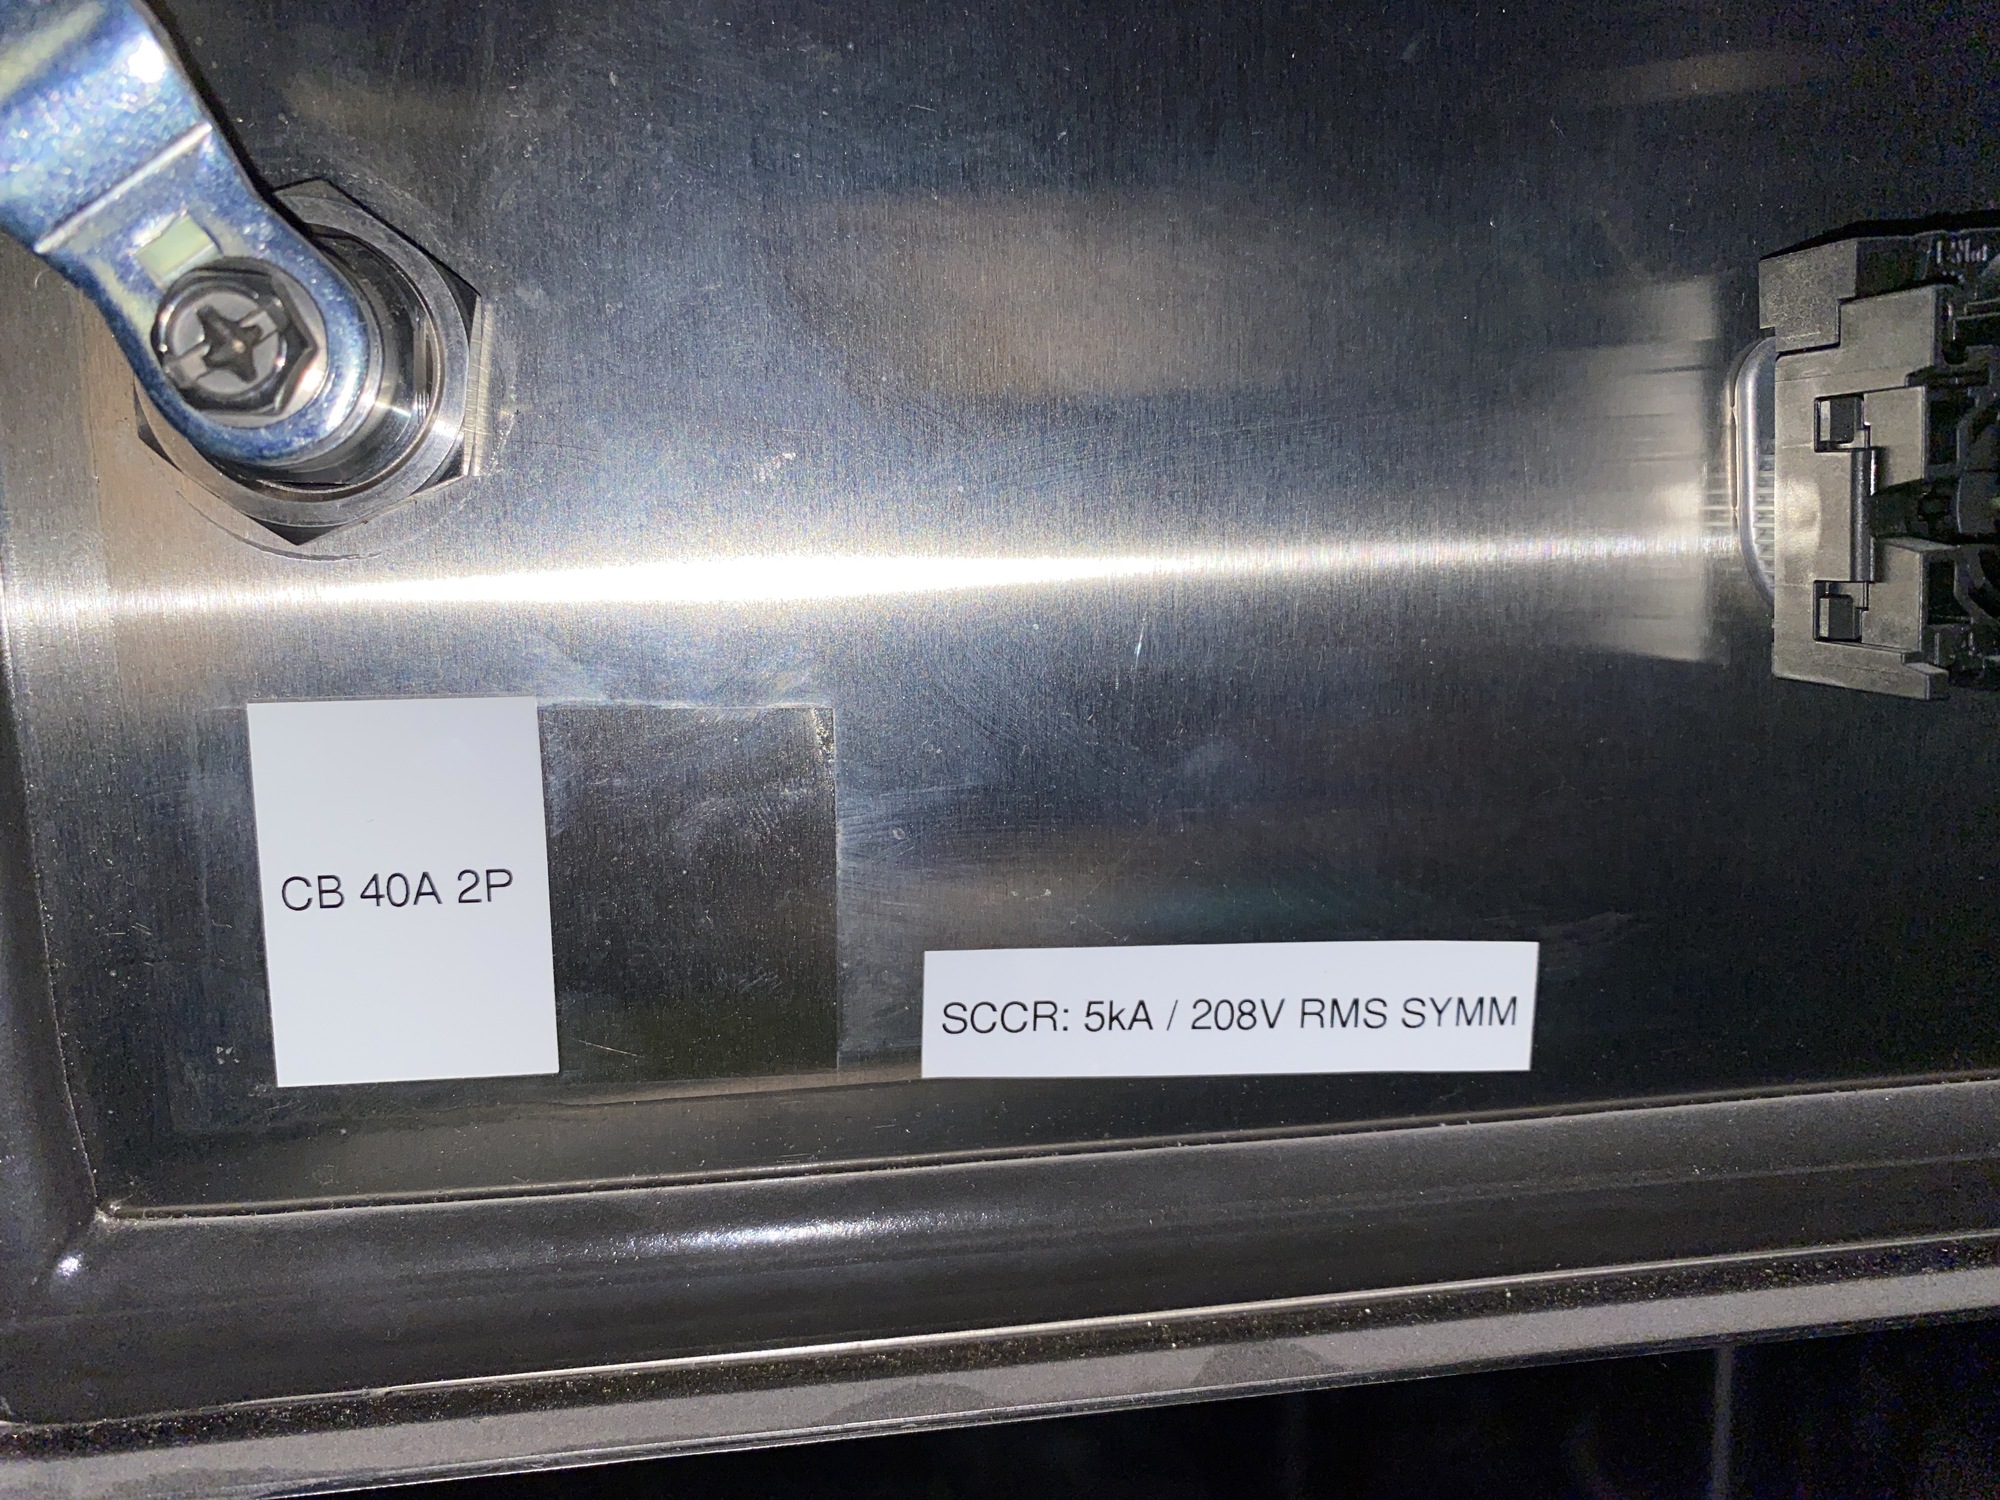 CB 40A 2P
SCCR: 5kA / 208V RMS SYMM